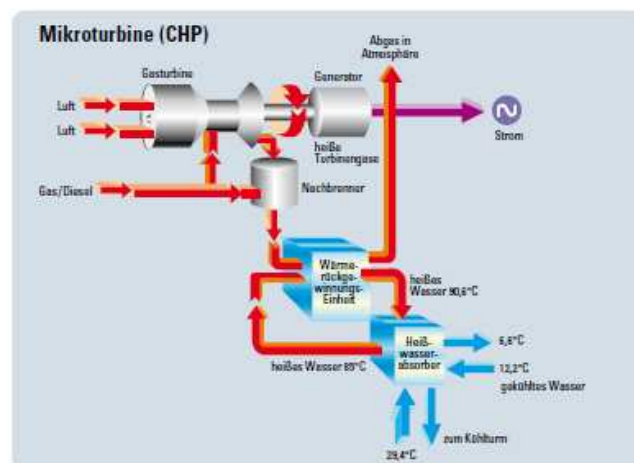 Mikroturbine (CHP)
Abgas in
Atmosphäre
Gasturbine
Generator
Luft
Luft
Strom
heiße
Turbinengase
Gas/Diesel
Nachbrenner
Wärme-
rückge-
winnungs-
Einheit
heißes
Wasser 90,6°C
Heiß-
wasser-
absorber
6,6°C
12,2°C
gekühltes Wasser
heißes Wasser 85°C
zum Kühlturm
29,4°C